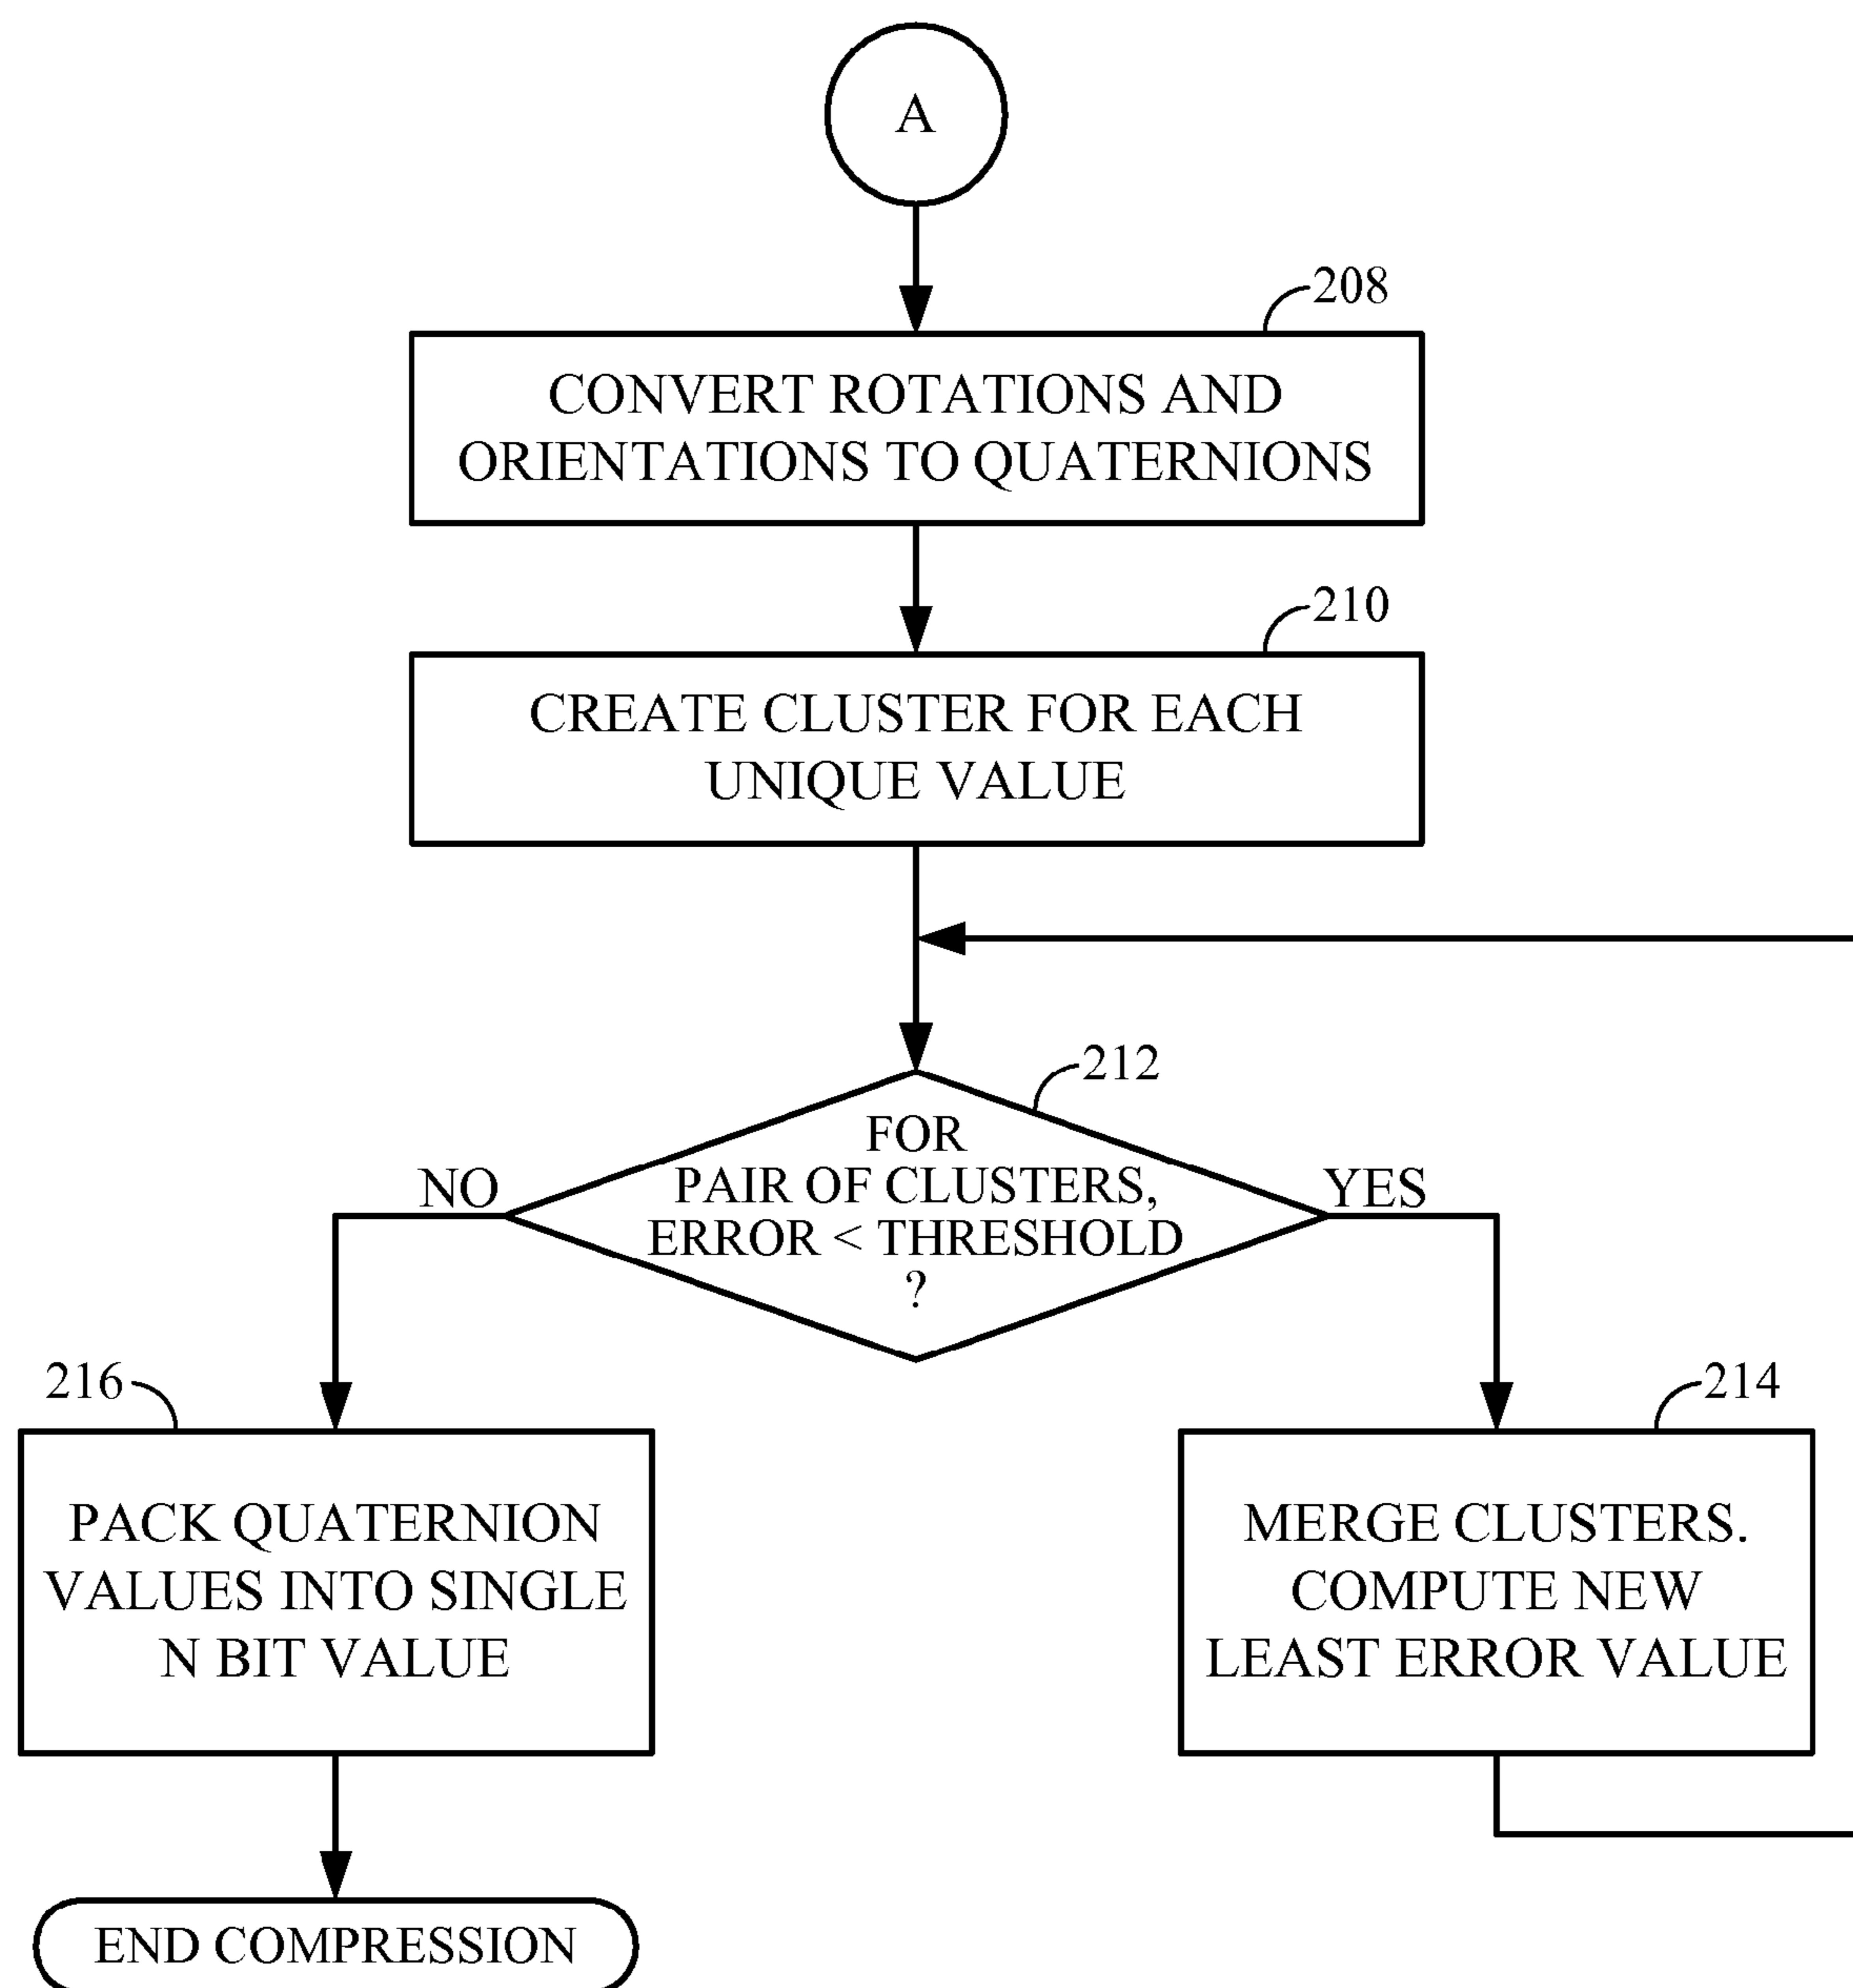 A
208
CONVERT ROTATIONS AND
ORIENTATIONS TO QUATERNIONS
210
CREATE CLUSTER FOR EACH
UNIQUE VALUE
212
FOR
PAIR OF CLUSTERS,
ERROR < THRESHOLD
?
NO
YES
216
PACK QUATERNION
VALUES INTO SINGLE
N BIT VALUE
214
MERGE CLUSTERS.
COMPUTE NEW
LEAST ERROR VALUE
END COMPRESSION